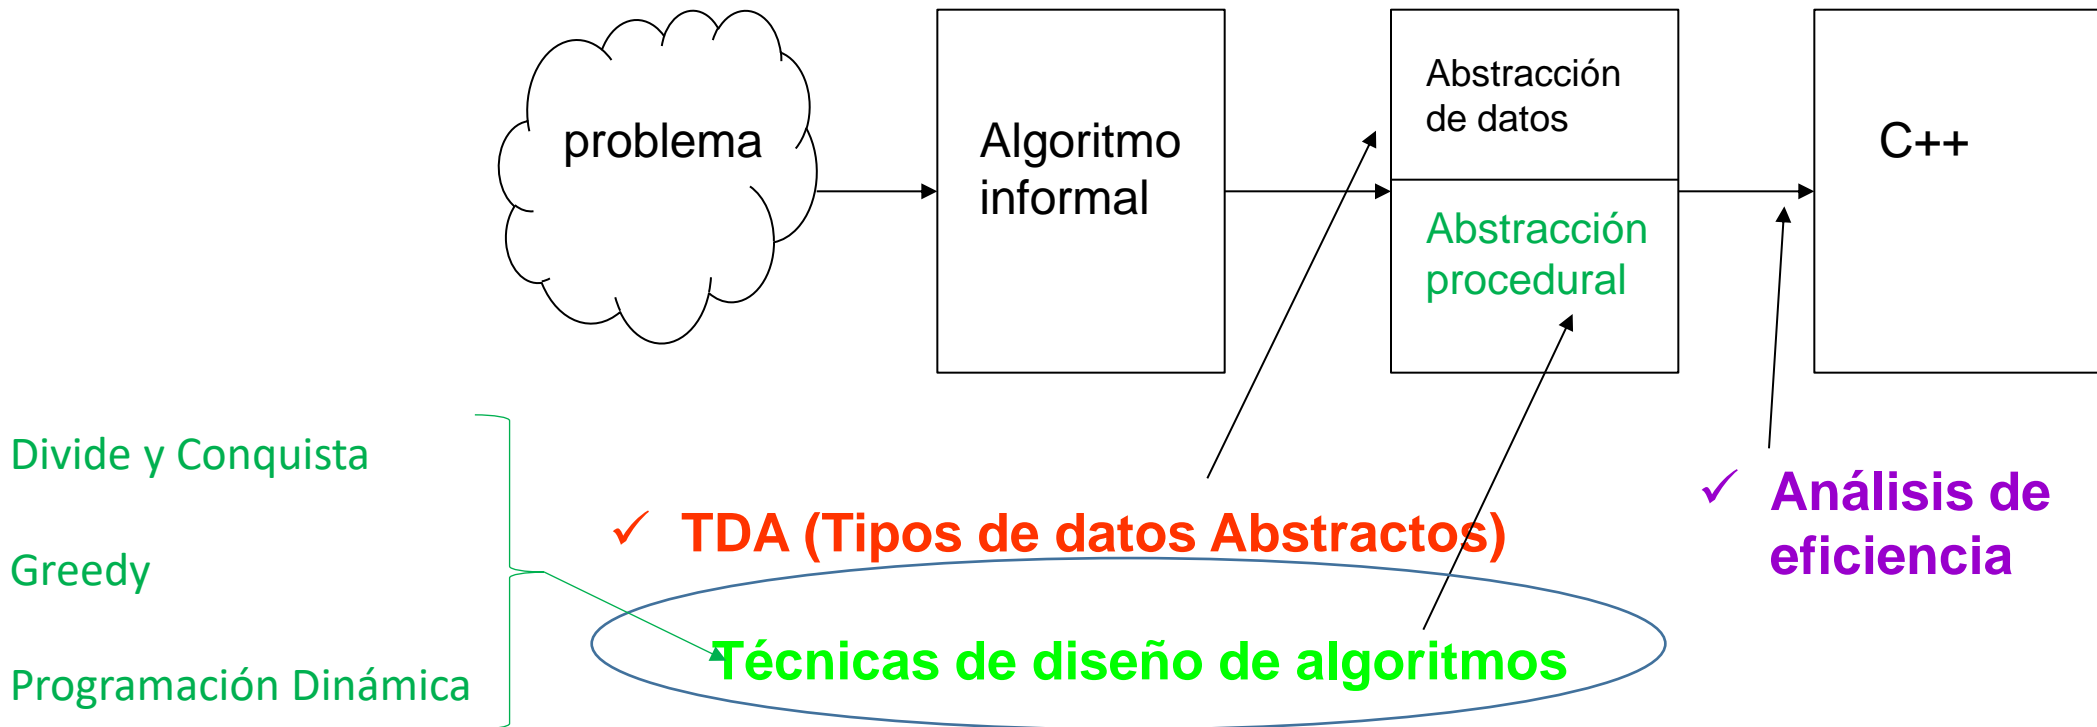 problema
Algoritmo
informal
Abstracción
de datos
Abstracción
procedural
C++
Divide y Conquista
Greedy
Programación Dinámica
✓ TDA (Tipos de datos Abstractos)
Técnicas de diseño de algoritmos
✓ Análisis de
eficiencia